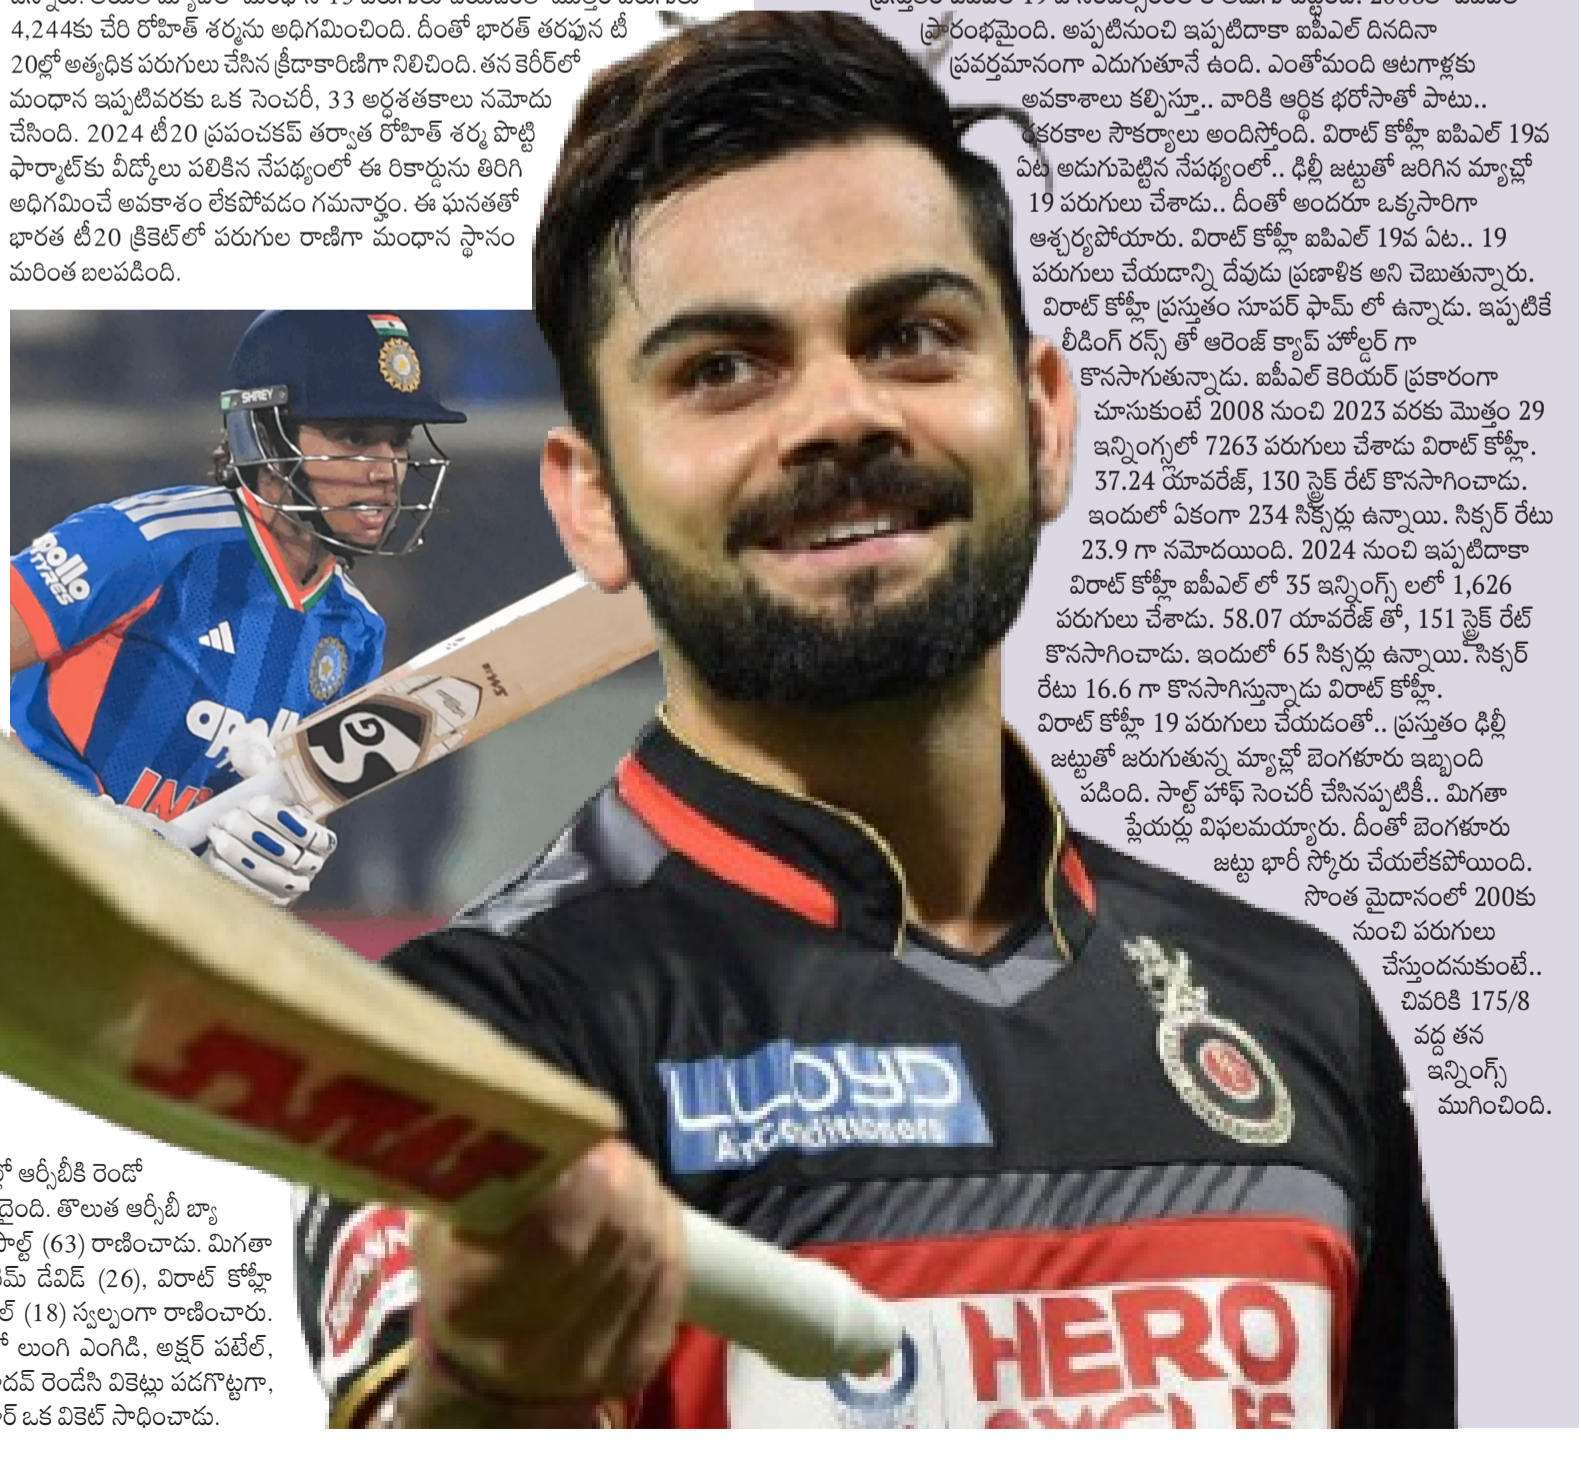 4,244కు చేరి రోహిత్ శర్మను అధిగమించింది. దీంతో భారత్ తరఫున టీ
20ల్లో అత్యధిక పరుగులు చేసిన క్రీడాకారిణిగా నిలిచింది. తన కెరీర్‌లో
మంధాన ఇప్పటివరకు ఒక సెంచరీ, 33 అర్ధశతకాలు నమోదు
చేసింది. 2024 టీ20 ప్రపంచకప్ తర్వాత రోహిత్ శర్మ పొట్టి
ఫార్మాట్‌కు వీడ్కోలు పలికిన నేపథ్యంలో ఈ రికార్డును తిరిగి
అధిగమించే అవకాశం లేకపోవడం గమనార్హం. ఈ ఘనతతో
భారత టీ20 క్రికెట్‌లో పరుగుల రాణిగా మంధాన స్థానం
మరింత బలపడింది.
SHREY
apollo
TYRES
SM
BREWS
LLOYD
Air Conditioners
HERO
ఆర్సీబీకి రెండో
తొలుత ఆర్సీబీ బ్యా
(63) రాణించాడు. మిగతా
డేవిడ్ (26), విరాట్ కోహ్లీ
(18) స్వల్పంగా రాణించారు.
లుంగి ఎంగిడి, అక్షర్ పటేల్,
రెండేసి వికెట్లు పడగొట్టగా,
ఒక వికెట్ సాధించాడు.
ప్రారంభమైంది. అప్పటినుంచి ఇప్పటిదాకా ఐపీఎల్ దినదినా
ప్రవర్తమానంగా ఎదుగుతూనే ఉంది. ఎంతోమంది ఆటగాళ్లకు
అవకాశాలు కల్పిస్తూ.. వారికి ఆర్థిక భరోసాతో పాటు..
రకరకాల సౌకర్యాలు అందిస్తోంది. విరాట్ కోహ్లీ ఐపిఎల్ 19వ
ఏట అడుగుపెట్టిన నేపథ్యంలో.. ఢిల్లీ జట్టుతో జరిగిన మ్యాచ్లో
19 పరుగులు చేశాడు.. దీంతో అందరూ ఒక్కసారిగా
ఆశ్చర్యపోయారు. విరాట్ కోహ్లీ ఐపిఎల్ 19వ ఏట.. 19
పరుగులు చేయడాన్ని దేవుడు ప్రణాళిక అని చెబుతున్నారు.
విరాట్ కోహ్లీ ప్రస్తుతం సూపర్ ఫామ్ లో ఉన్నాడు. ఇప్పటికే
లీడింగ్ రన్స్ తో ఆరెంజ్ క్యాప్ హోల్డర్ గా
కొనసాగుతున్నాడు. ఐపీఎల్ కెరియర్ ప్రకారంగా
చూసుకుంటే 2008 నుంచి 2023 వరకు మొత్తం 29
ఇన్నింగ్స్లలో 7263 పరుగులు చేశాడు విరాట్ కోహ్లీ.
37.24 యావరేజ్, 130 స్ట్రైక్ రేట్ కొనసాగించాడు.
ఇందులో ఏకంగా 234 సిక్సర్లు ఉన్నాయి. సిక్సర్ రేటు
23.9 గా నమోదయింది. 2024 నుంచి ఇప్పటిదాకా
విరాట్ కోహ్లీ ఐపీఎల్ లో 35 ఇన్నింగ్స్ లలో 1,626
పరుగులు చేశాడు. 58.07 యావరేజ్ తో, 151 స్ట్రైక్ రేట్
కొనసాగించాడు. ఇందులో 65 సిక్సర్లు ఉన్నాయి. సిక్సర్
రేటు 16.6 గా కొనసాగిస్తున్నాడు విరాట్ కోహ్లీ.
విరాట్ కోహ్లీ 19 పరుగులు చేయడంతో.. ప్రస్తుతం ఢిల్లీ
జట్టుతో జరుగుతున్న మ్యాచ్లో బెంగళూరు ఇబ్బంది
పడింది. సాల్ట్ హాఫ్ సెంచరీ చేసినప్పటికీ.. మిగతా
ప్లేయర్లు విఫలమయ్యారు. దీంతో బెంగళూరు
జట్టు భారీ స్కోరు చేయలేకపోయింది.
సొంత మైదానంలో 200కు
నుంచి పరుగులు
చేస్తుందనుకుంటే..
చివరికి 175/8
వద్ద తన
ఇన్నింగ్స్
ముగించింది.